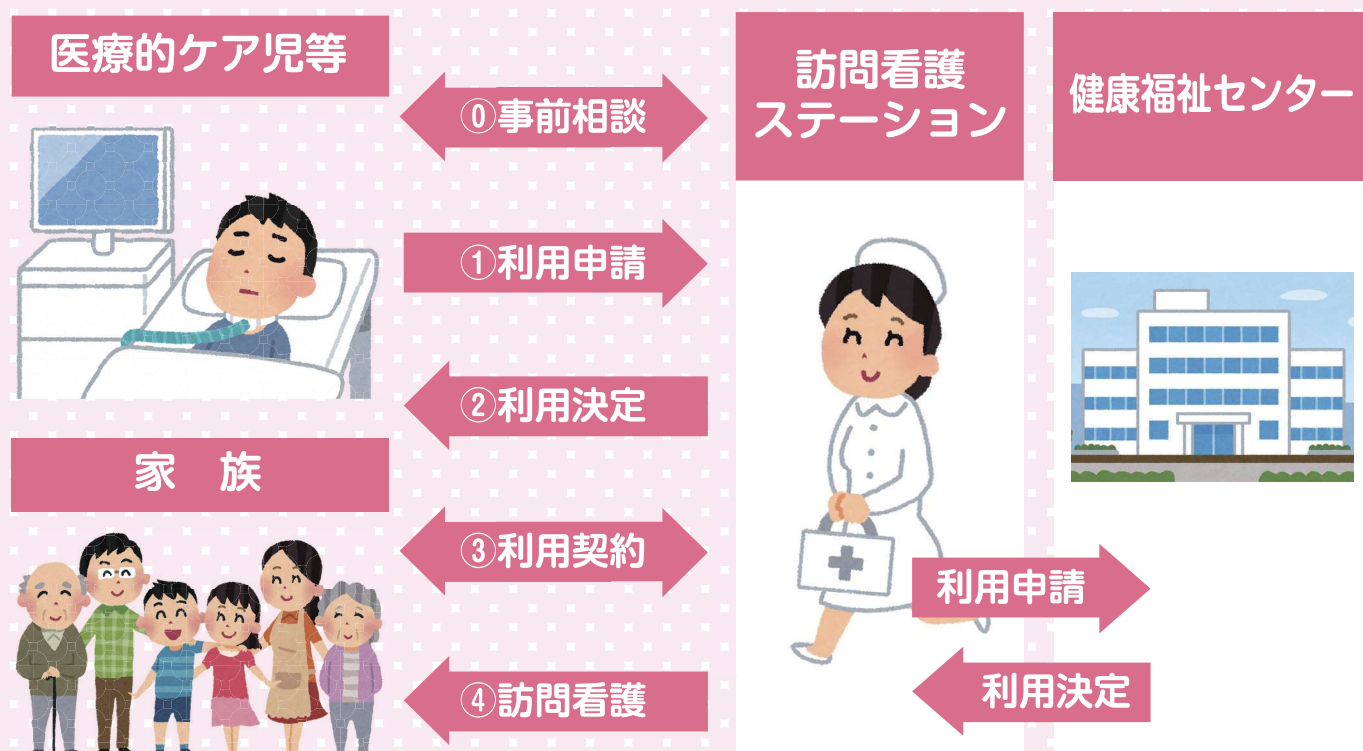 医療的ケア児等
訪問看護
ステーション
健康福祉センター
⓪事前相談
①利用申請
②利用決定
家　族
③利用契約
利用申請
④訪問看護
利用決定